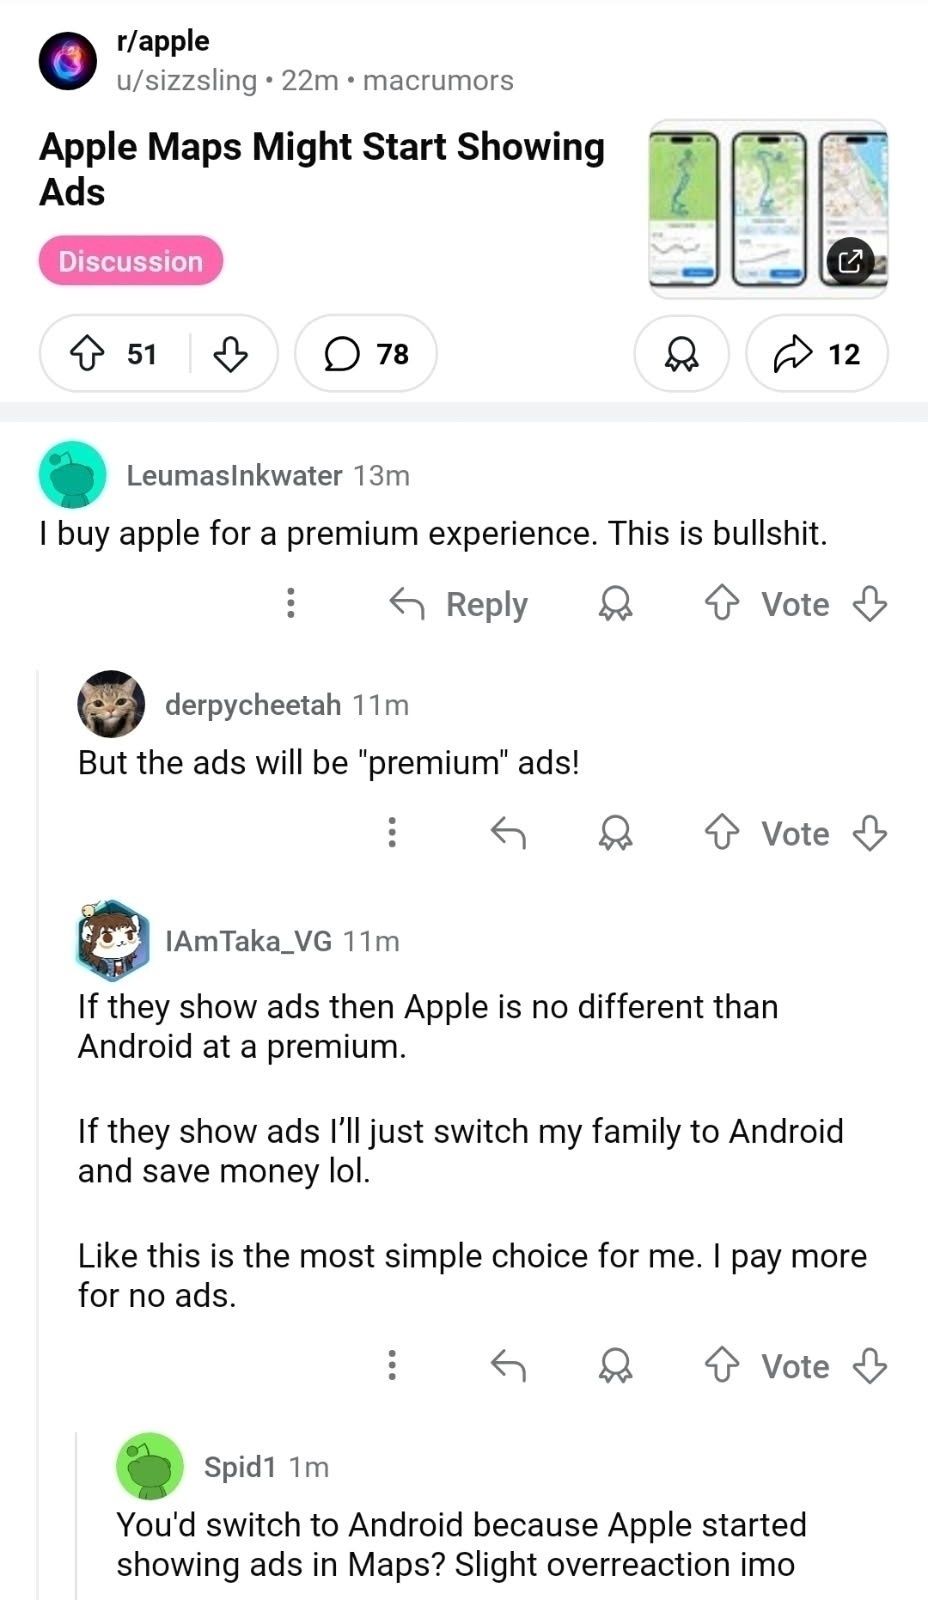 r/apple
u/sizzsling • 22m • macrumors
Apple Maps Might Start Showing
Ads
Discussion
51
78
12
LeumasInkwater 13m
I buy apple for a premium experience. This is bullshit.
Reply
Vote
derpycheetah 11m
But the ads will be "premium" ads!
Vote
IAmTaka_VG 11m
If they show ads then Apple is no different than
Android at a premium.
If they show ads I’ll just switch my family to Android
and save money lol.
Like this is the most simple choice for me. I pay more
for no ads.
Vote
Spid1 1m
You'd switch to Android because Apple started
showing ads in Maps? Slight overreaction imo